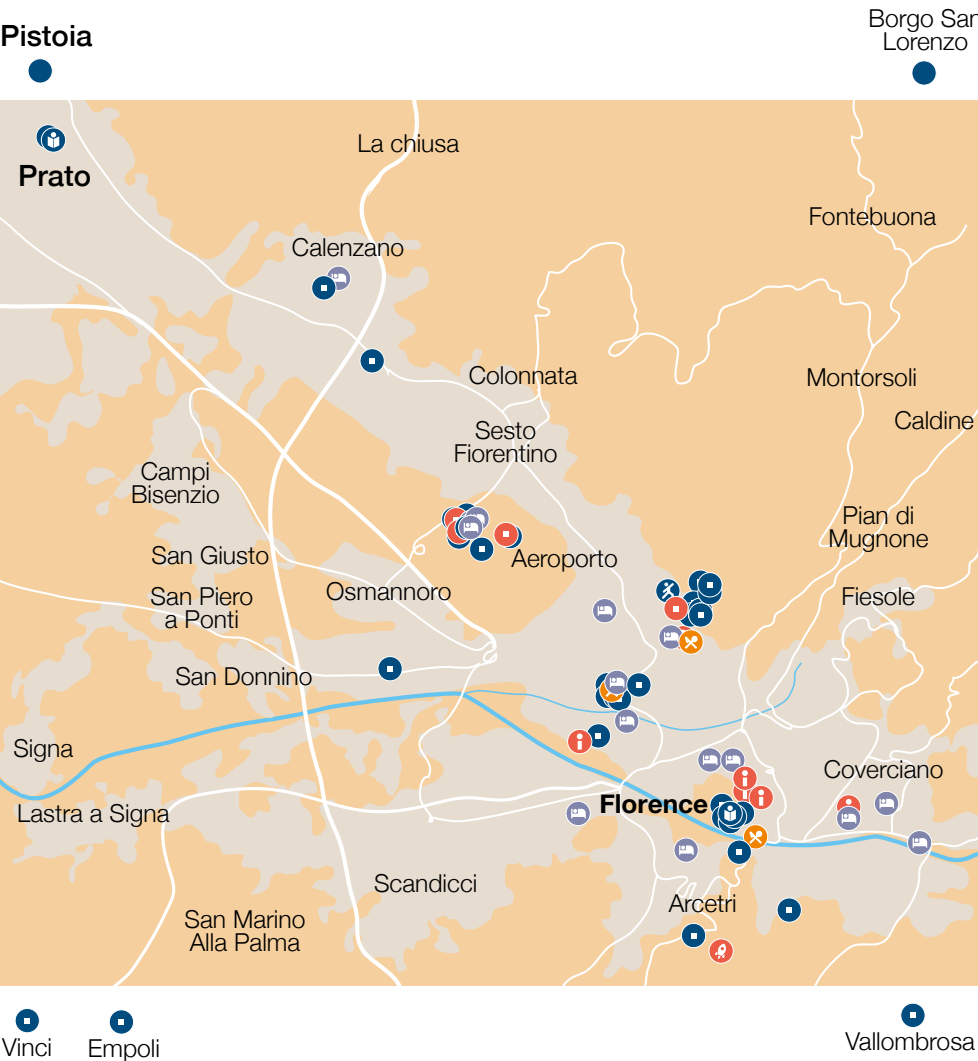 Borgo San
Lorenzo
Pistoia
La chiusa
Prato
Fontebuona
Calenzano
Colonnata
Montorsoli
Caldine
Sesto
Fiorentino
Campi
Bisenzio
Pian di
Mugnone
San Giusto
Aeroporto
Osmannoro
San Piero
a Ponti
Fiesole
San Donnino
Signa
Coverciano
Florence
Lastra a Signa
Scandicci
Arcetri
San Marino
Alla Palma
Vinci
Empoli
Vallombrosa